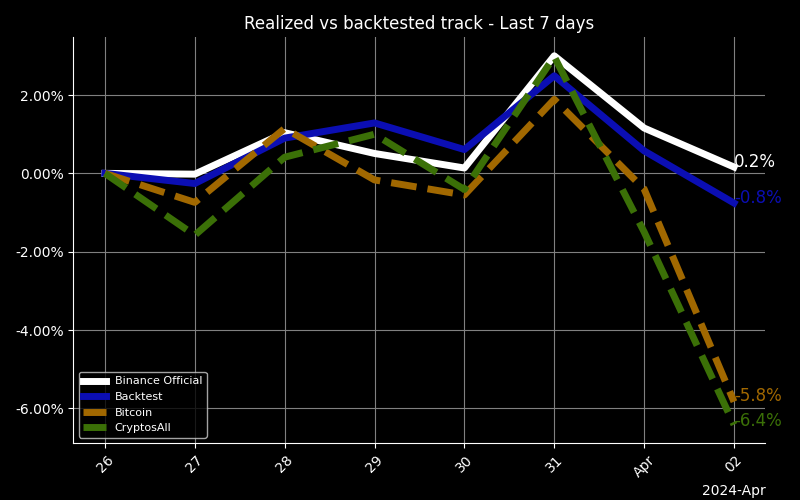 Realized vs backtested track - Last 7 days
2.00%
0.00%
-2.00%
-4.00%
-6.00%
0.2%
-0.8%
-5.8%
-6.4%
Binance Official
Backtest
Bitcoin
CryptosAll
26
27
28
29
30
31
Apr
02
2024-Apr